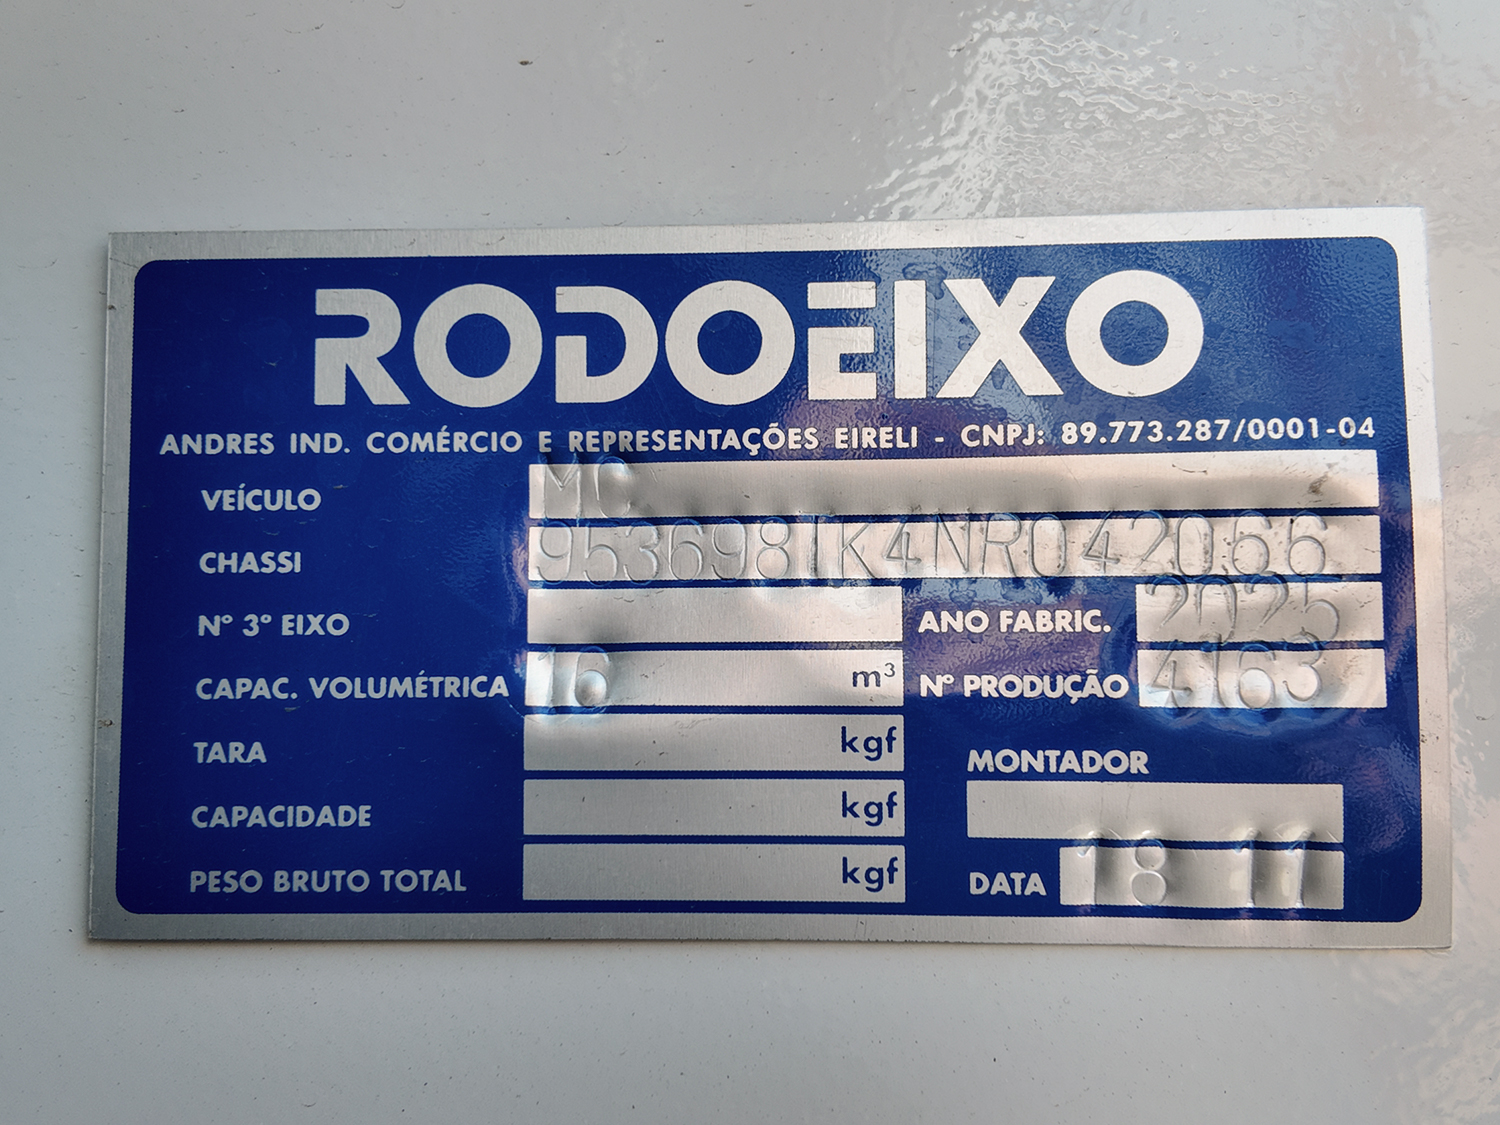 RODOEIXO
ANDRES IND. COMÉRCIO E REPRESENTAÇÕES EIRELI - CNPJ: 89.773.287/0001-04
VEÍCULO MC
CHASSI 953698TK4NR042066
Nº 3º EIXO ANO FABRIC. 2025
CAPAC. VOLUMÉTRICA 16 m³ Nº PRODUÇÃO 4163
TARA kgf
MONTADOR
CAPACIDADE kgf
PESO BRUTO TOTAL kgf DATA 18 11